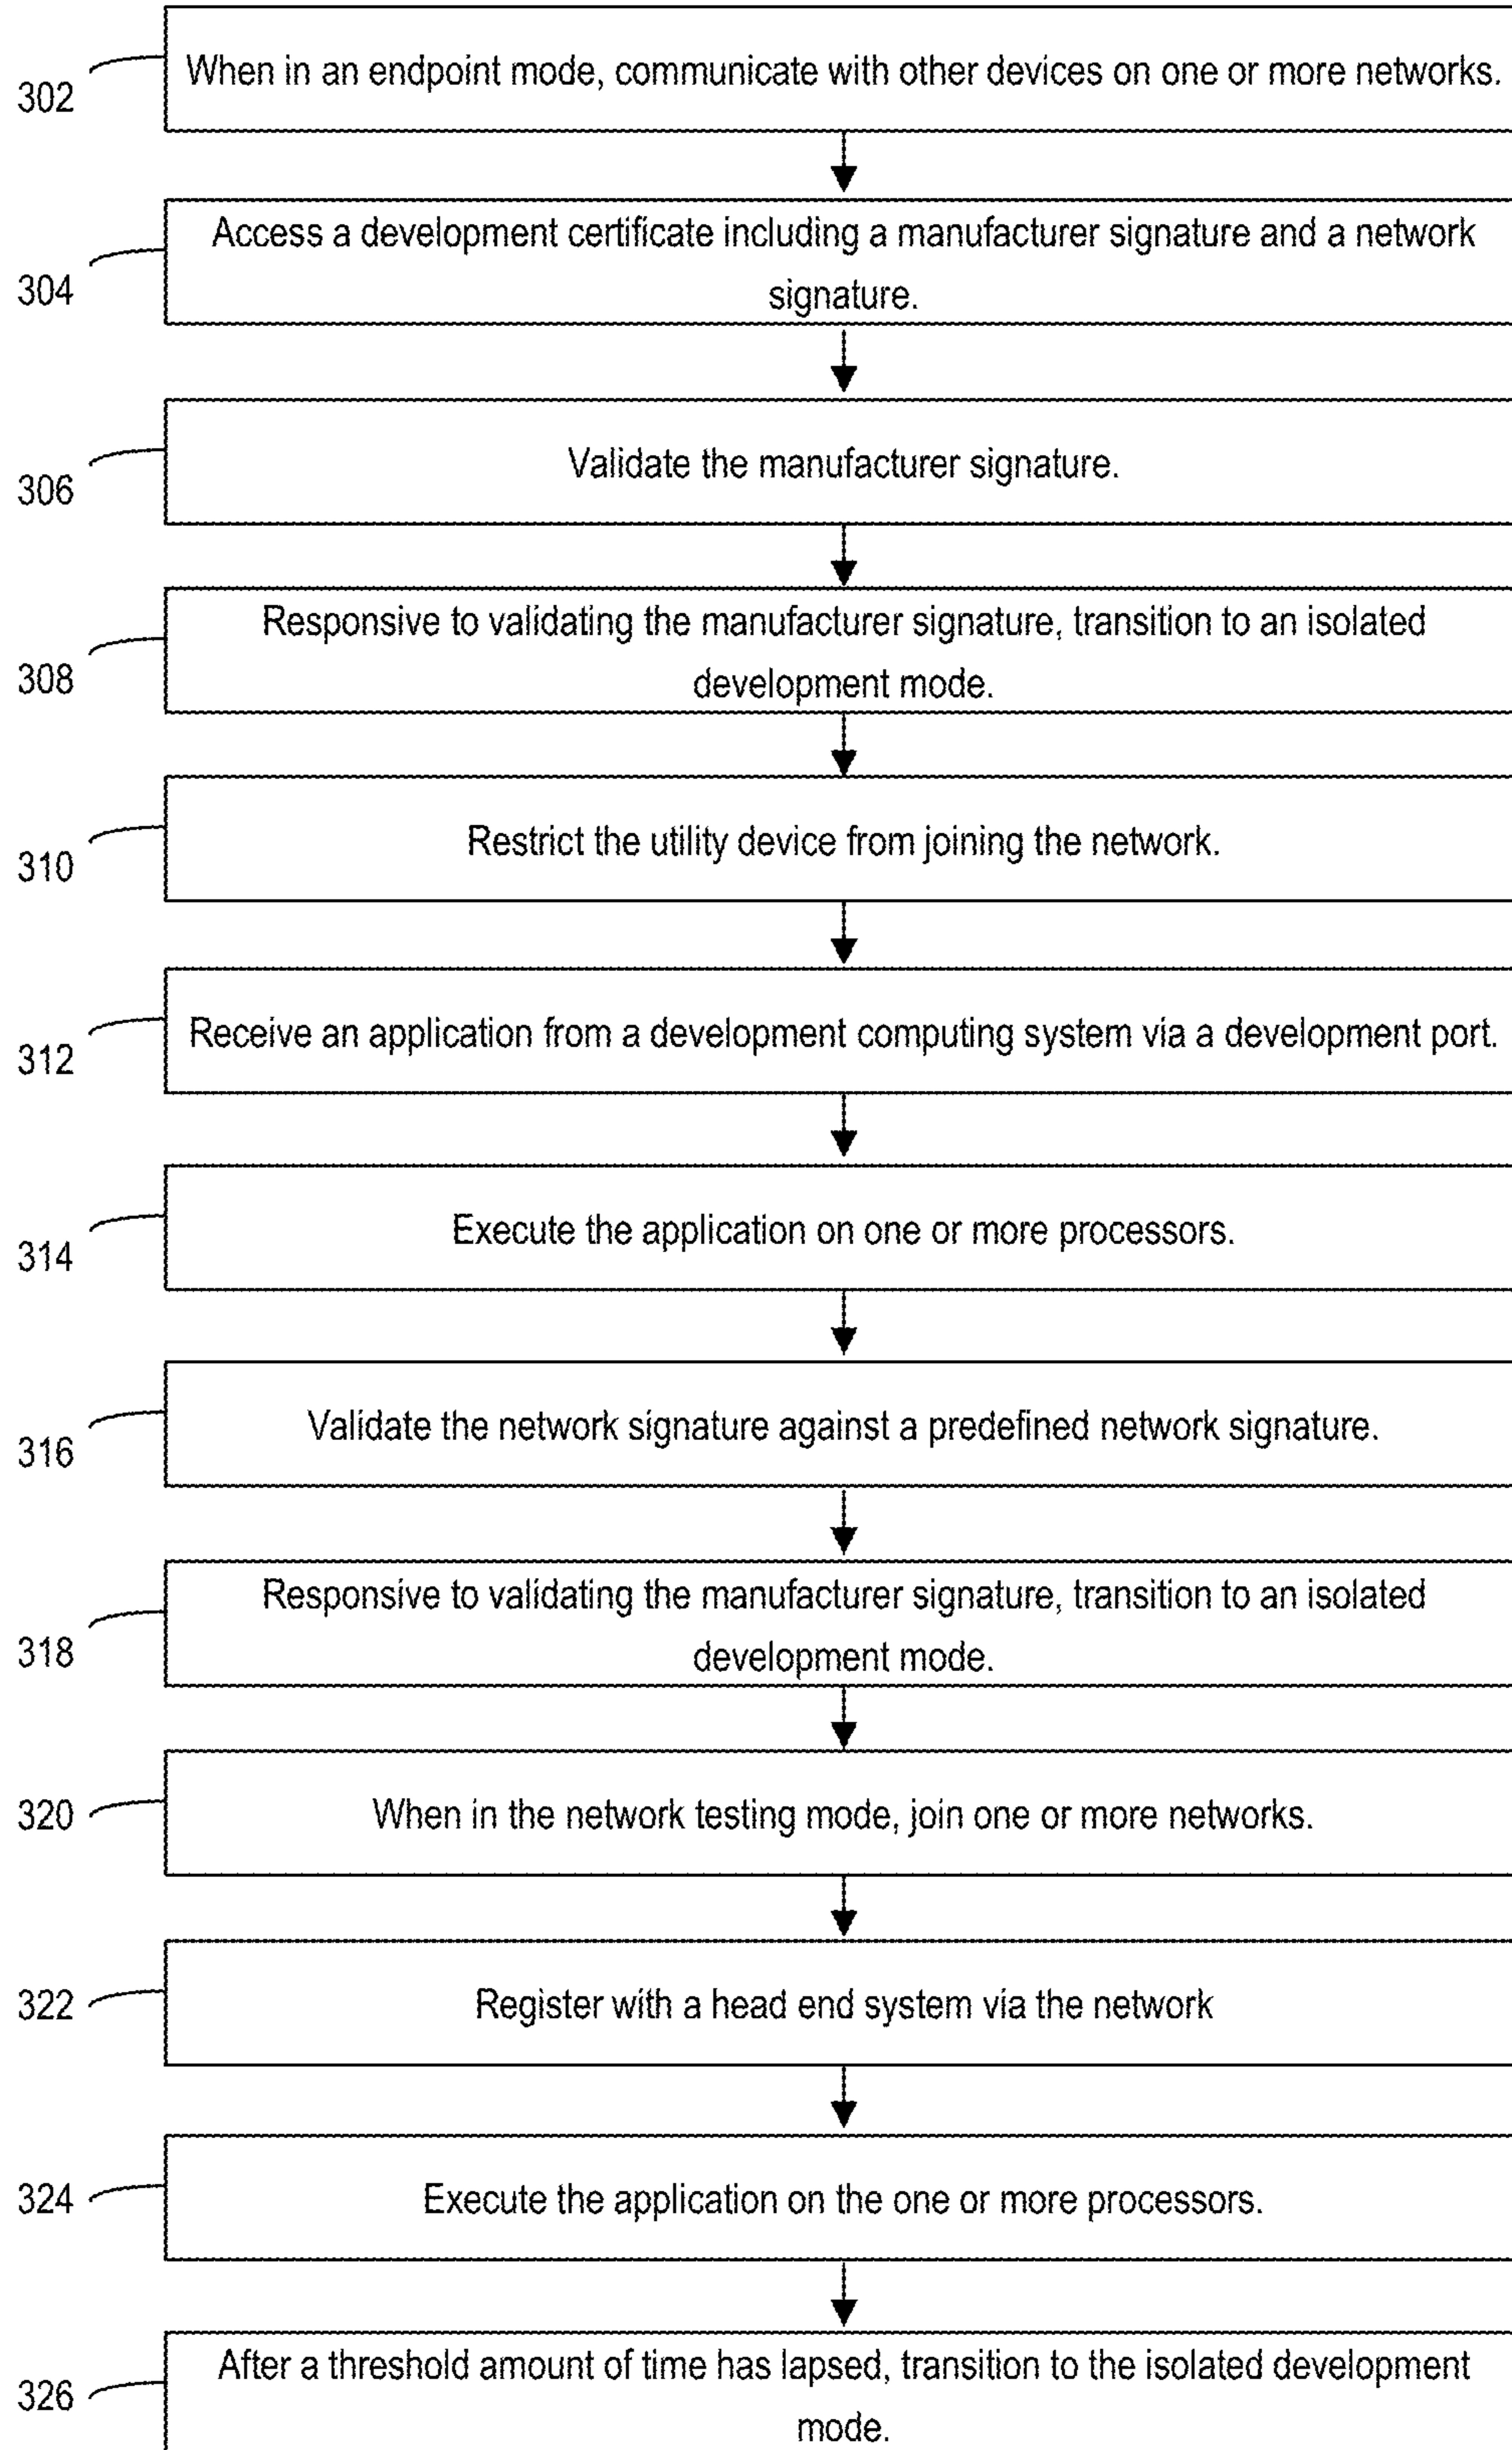 302
When in an endpoint mode, communicate with other devices on one or more networks.
304
Access a development certificate including a manufacturer signature and a network
signature.
306
Validate the manufacturer signature.
308
Responsive to validating the manufacturer signature, transition to an isolated
development mode.
310
Restrict the utility device from joining the network.
312
Receive an application from a development computing system via a development port.
314
Execute the application on one or more processors.
316
Validate the network signature against a predefined network signature.
318
Responsive to validating the manufacturer signature, transition to an isolated
development mode.
320
When in the network testing mode, join one or more networks.
322
Register with a head end system via the network
324
Execute the application on the one or more processors.
326
After a threshold amount of time has lapsed, transition to the isolated development
mode.